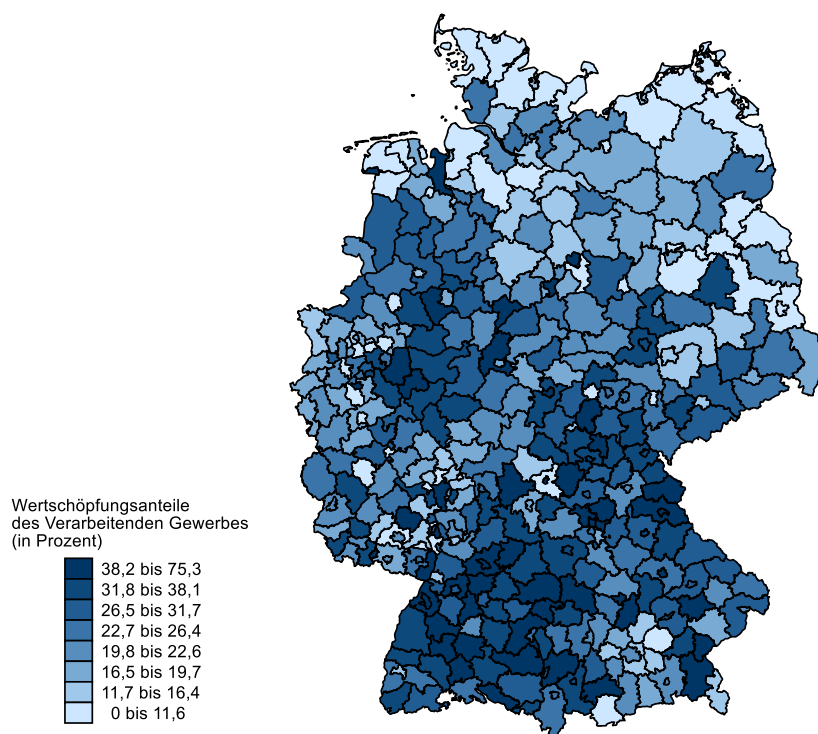 Wertschöpfungsanteile
des Verarbeitenden Gewerbes
(in Prozent)
38,2 bis 75,3
31,8 bis 38,1
26,5 bis 31,7
22,7 bis 26,4
19,8 bis 22,6
16,5 bis 19,7
11,7 bis 16,4
0 bis 11,6